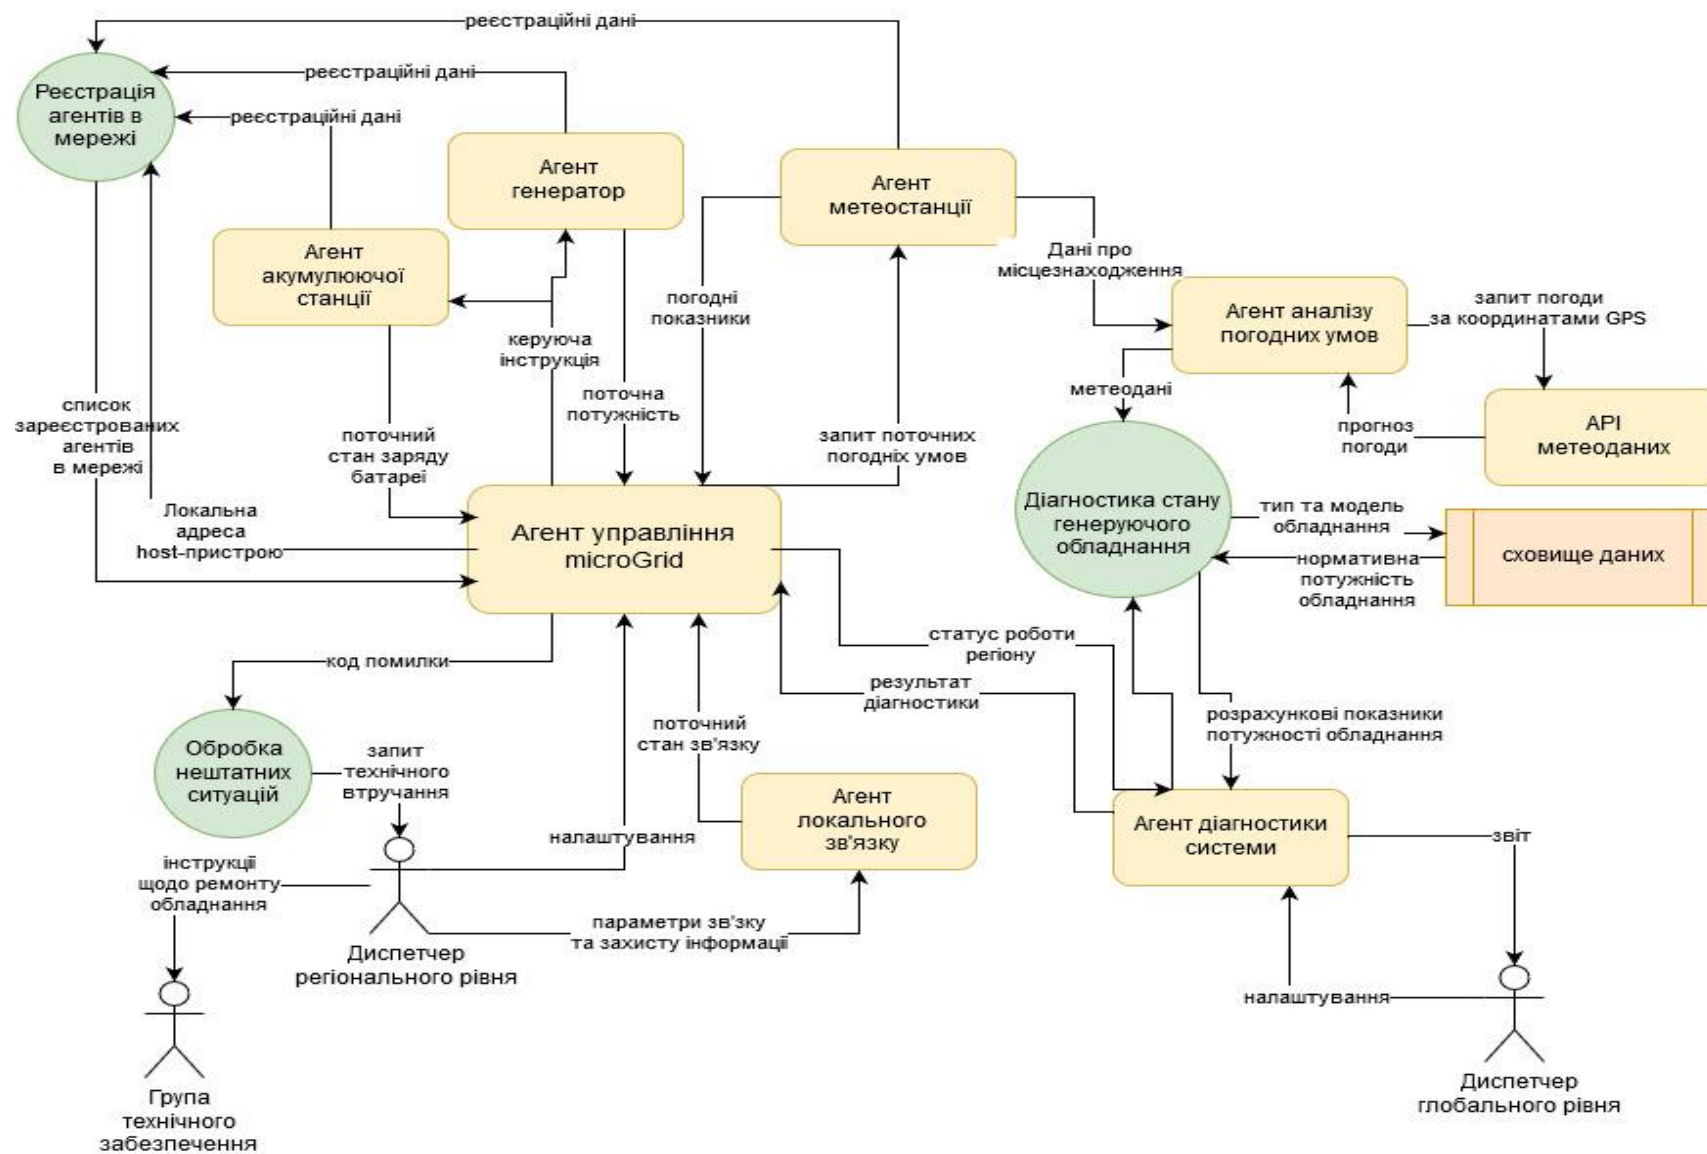 реєстраційні дані
реєстраційні дані
реєстраційні дані
Реєстрація
агентів в
мережі
Агент
генератор
Агент
метеостанції
Агент
акумулюючої
станції
Дані про
місцезнаходження
погодні
показники
керуюча
інструкція
поточна
потужність
Агент аналізу
погодних умов
запит погоди
за координатами GPS
метеодані
прогноз
погоди
API
метеоданих
список
зареєстрованих
агентів
в мережі
поточний
стан заряду
батареї
запит поточних
погодніх умов
Локальна
адреса
host-пристрою
Агент управління
microGrid
Діагностика стану
генеруючого
обладнання
тип та модель
обладнання
нормативна
потужність
обладнання
сховище даних
код помилки
статус роботи
регіону
результат
діагностики
розрахункові показники
потужності обладнання
поточний
стан зв'язку
Обробка
нештатних
ситуацій
запит
технічного
втручання
налаштування
Агент
локального
зв'язку
Агент діагностики
системи
звіт
інструкції
щодо ремонту
обладнання
параметри зв'зку
та захисту інформації
Диспетчер
регіонального рівня
налаштування
Група
технічного
забезпечення
Диспетчер
глобального рівня